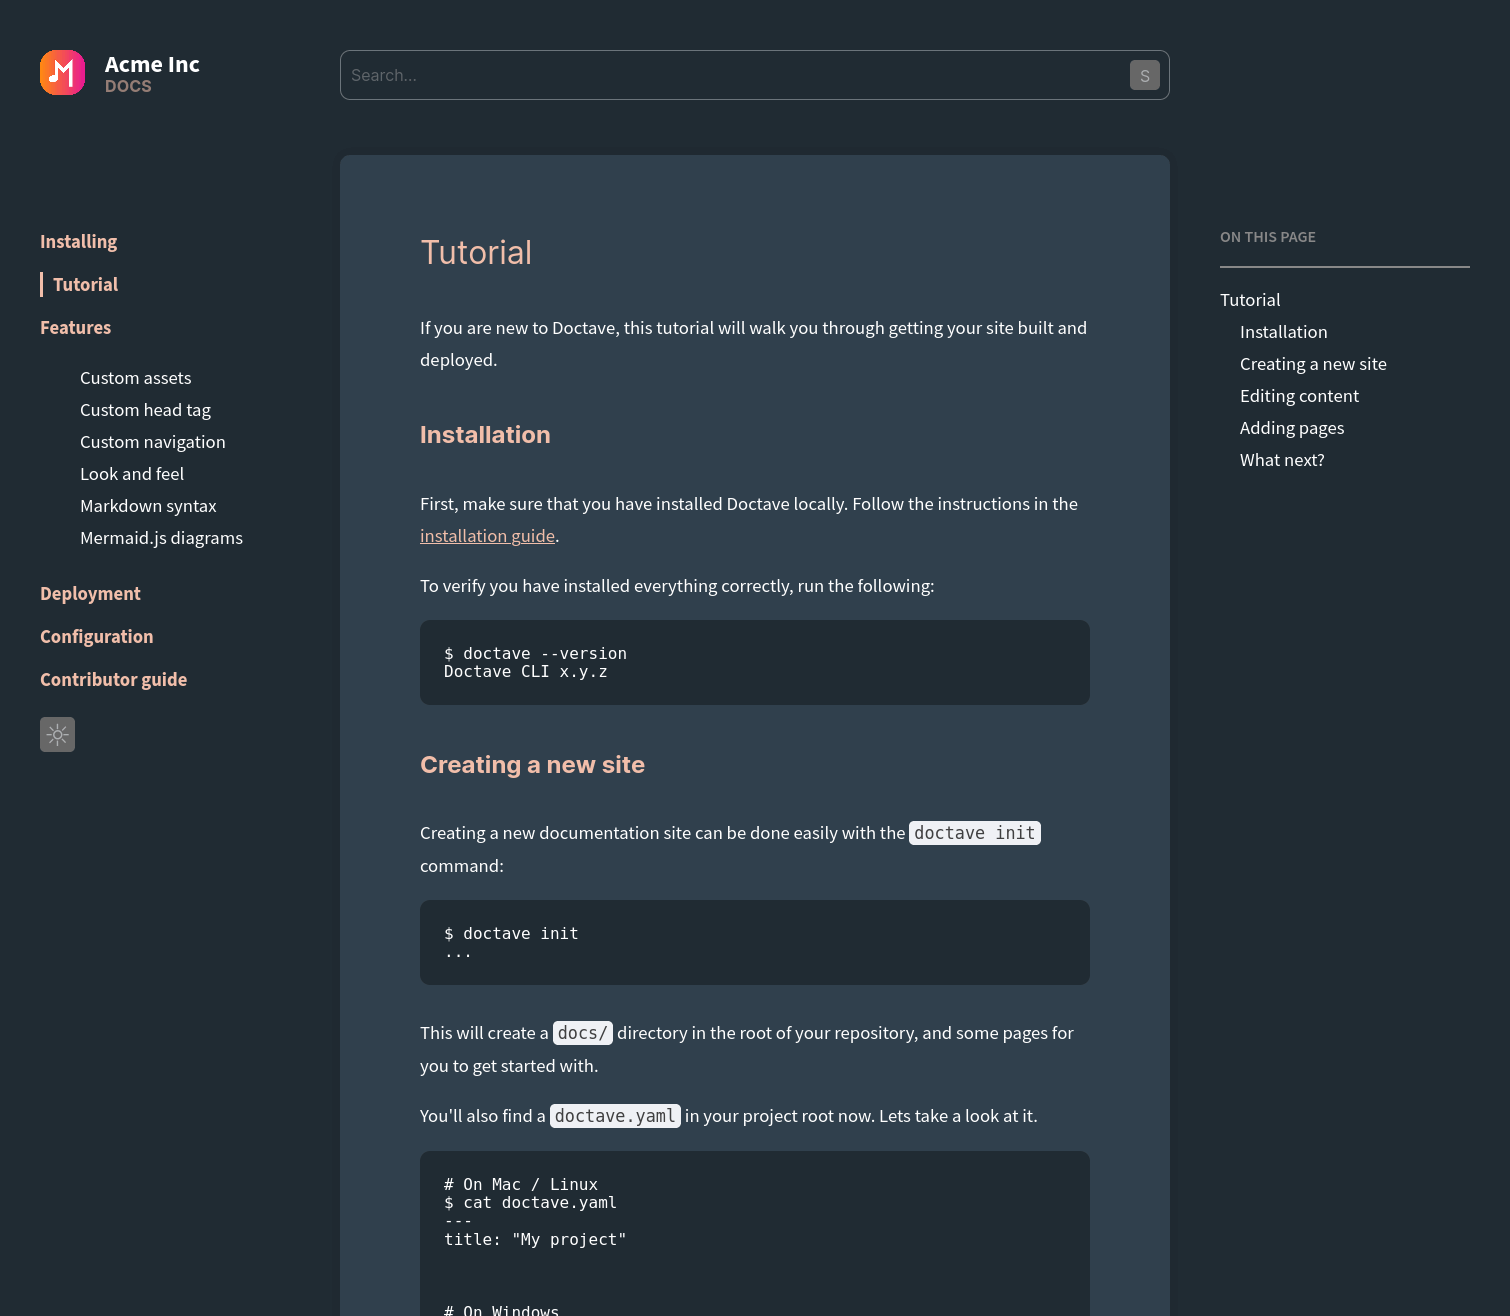 Acme Inc
DOCS
Search...
S
Installing
Tutorial
Features
Custom assets
Custom head tag
Custom navigation
Look and feel
Markdown syntax
Mermaid.js diagrams
Deployment
Configuration
Contributor guide
Tutorial
If you are new to Doctave, this tutorial will walk you through getting your site built and
deployed.
Installation
First, make sure that you have installed Doctave locally. Follow the instructions in the
installation guide.
To verify you have installed everything correctly, run the following:
$ doctave --version
Doctave CLI x.y.z
Creating a new site
Creating a new documentation site can be done easily with the doctave init
command:
$ doctave init
...
This will create a docs/ directory in the root of your repository, and some pages for
you to get started with.
You'll also find a doctave.yaml in your project root now. Lets take a look at it.
# On Mac / Linux
$ cat doctave.yaml
---
title: "My project"
# On Windows
ON THIS PAGE
Tutorial
Installation
Creating a new site
Editing content
Adding pages
What next?